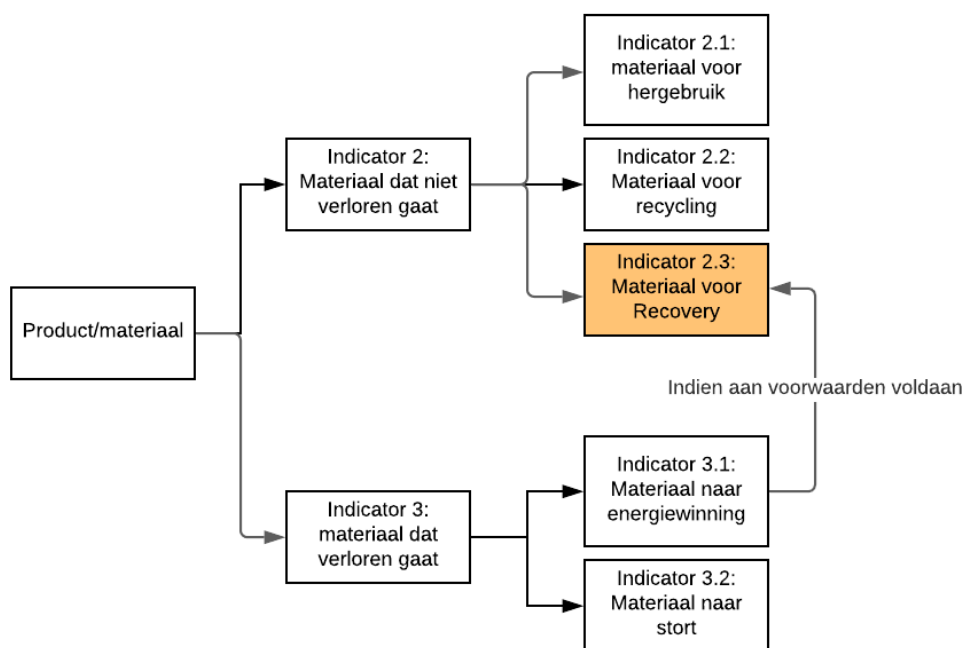 Indicator 2.1:
materiaal voor
hergebruik
Indicator 2:
Materiaal dat niet
verloren gaat
Indicator 2.2:
Materiaal voor
recycling
Indicator 2.3:
Materiaal voor
Recovery
Product/materiaal
Indien aan voorwaarden voldaan
Indicator 3.1:
Materiaal naar
energiewinning
Indicator 3:
materiaal dat
verloren gaat
Indicator 3.2:
Materiaal naar
stort